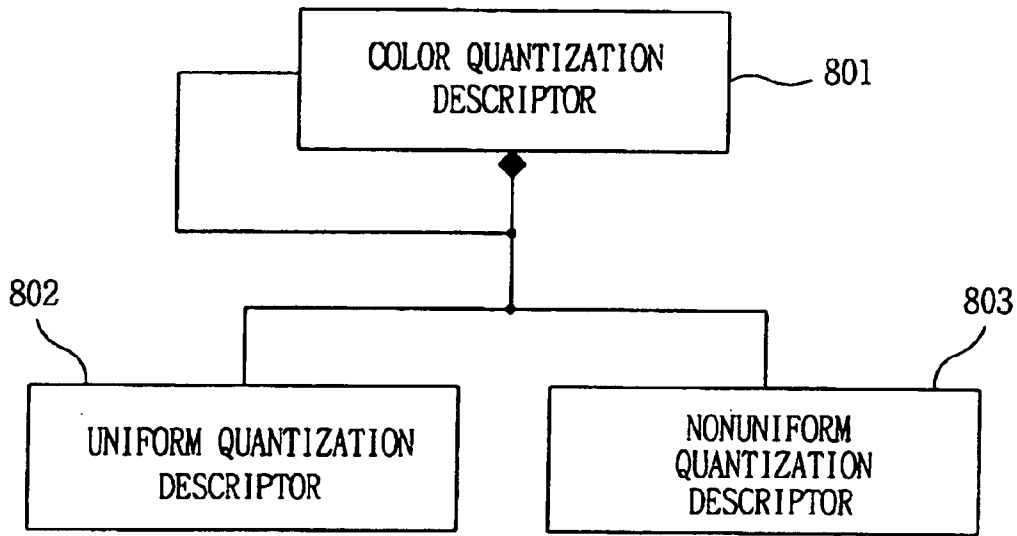 COLOR QUANTIZATION
DESCRIPTOR
801
802
803
UNIFORM QUANTIZATION
DESCRIPTOR
NONUNIFORM
QUANTIZATION
DESCRIPTOR